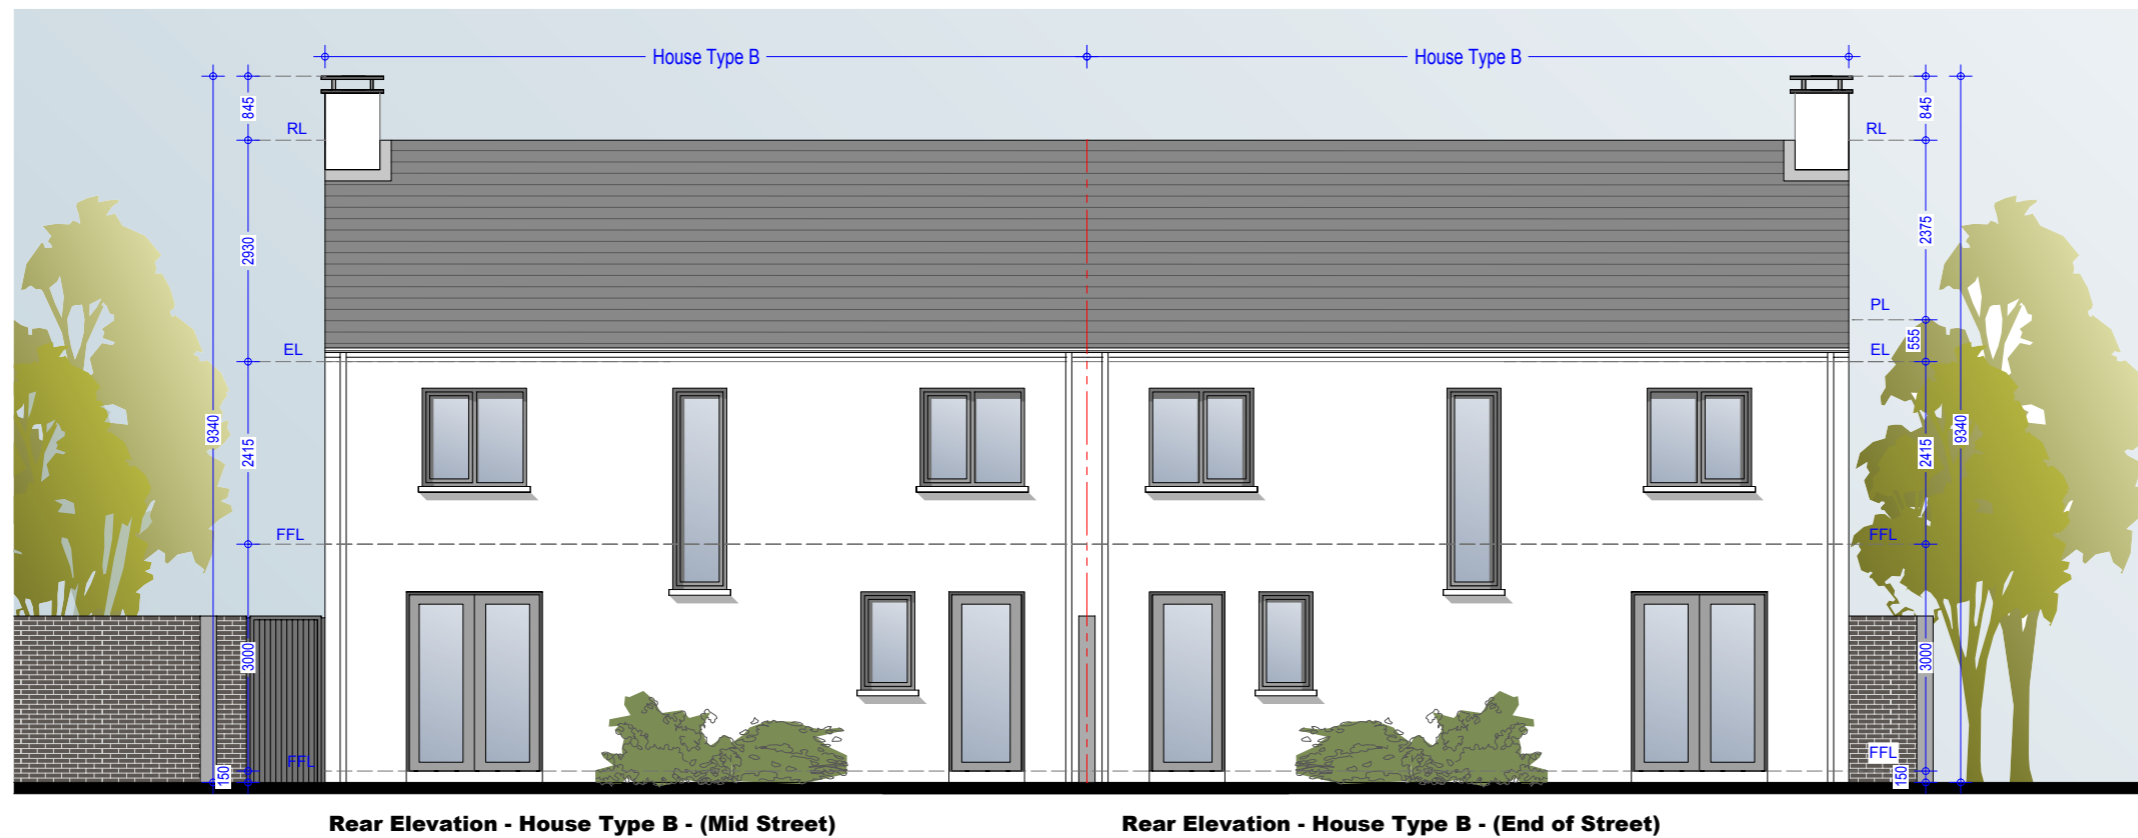 House Type B
House Type B
845
RL
2930
EL
9340
2415
FFL
3000
FFL
150
845
RL
2375
PL
555
EL
9340
2415
FFL
3000
FFL
150
Rear Elevation - House Type B - (Mid Street)
Rear Elevation - House Type B - (End of Street)